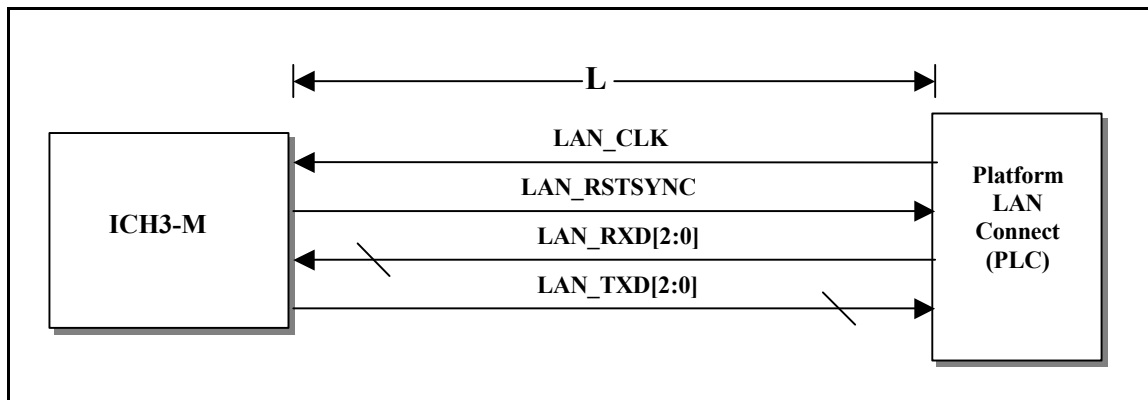 L
LAN_CLK
LAN_RSTSYNC
LAN_RXD[2:0]
LAN_TXD[2:0]
ICH3-M
Platform
LAN
Connect
(PLC)